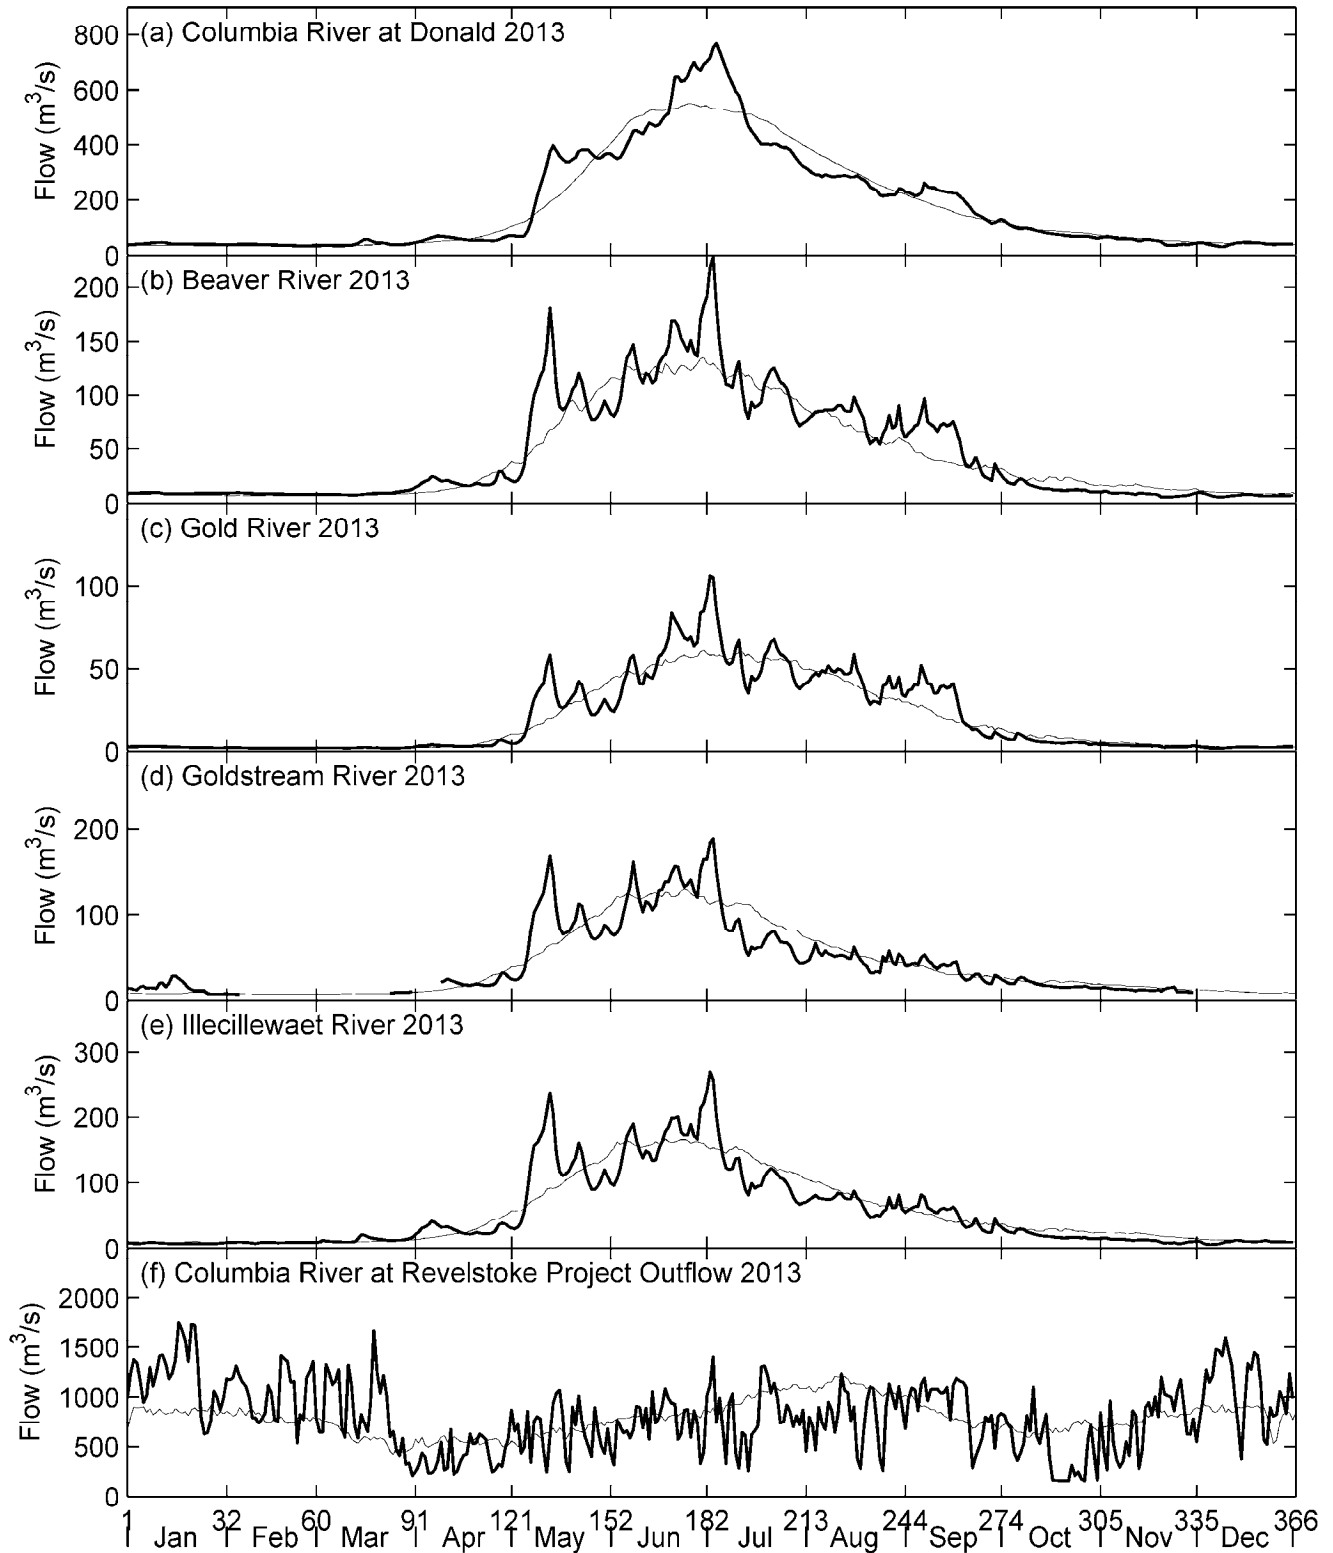 (a) Columbia River at Donald 2013
Flow (m³/s)
800
600
400
200
0
(b) Beaver River 2013
Flow (m³/s)
200
150
100
50
0
(c) Gold River 2013
Flow (m³/s)
100
50
0
(d) Goldstream River 2013
Flow (m³/s)
200
100
0
(e) Illecillewaet River 2013
Flow (m³/s)
300
200
100
0
(f) Columbia River at Revelstoke Project Outflow 2013
Flow (m³/s)
2000
1500
1000
500
0
1 32 60 91 121 152 182 213 244 274 305 335 366
Jan Feb Mar Apr May Jun Jul Aug Sep Oct Nov Dec